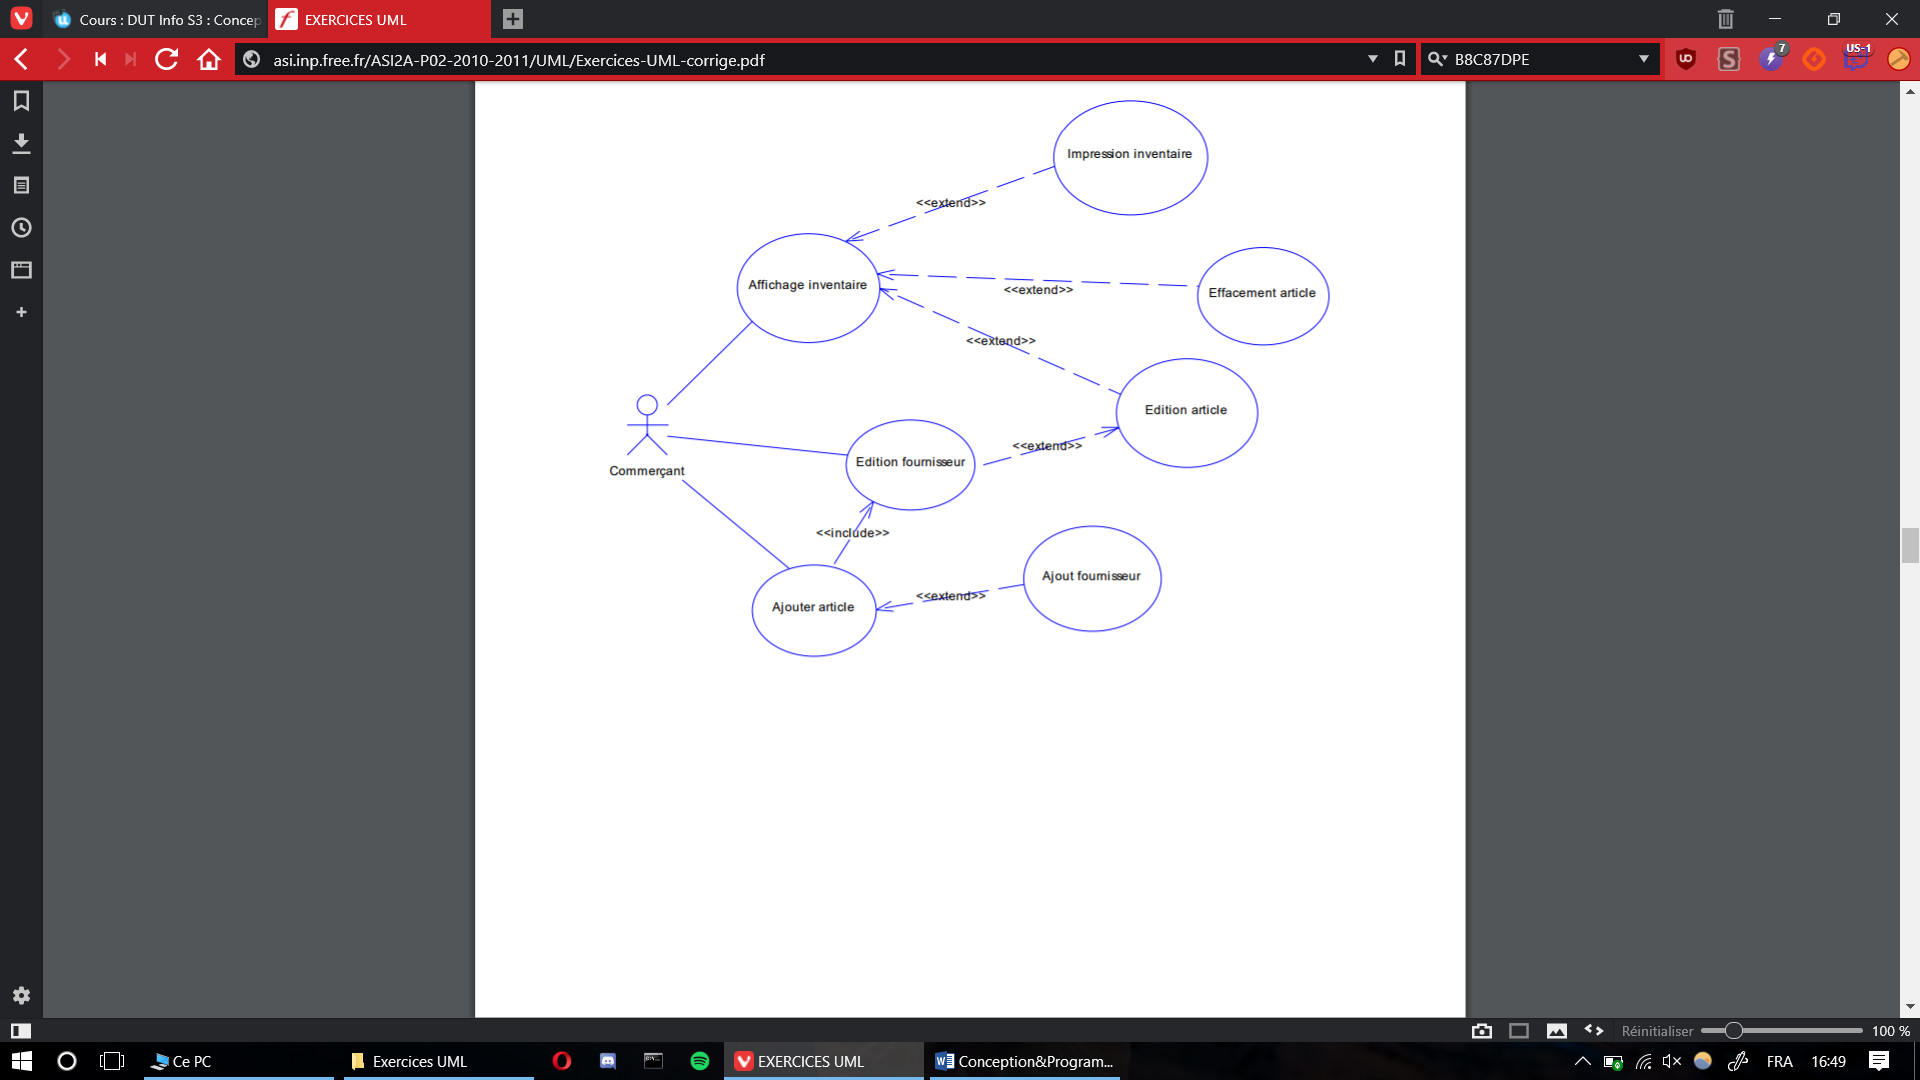 Cours : DUT Info S3 : Concep
EXERCICES UML
asi.inp.free.fr/ASI2A-P02-2010-2011/UML/Exercices-UML-corrige.pdf
B8C87DPE
7
US-1
Impression inventaire
<<extend>>
Affichage inventaire
<<extend>>
Effacement article
<<extend>>
Edition article
<<extend>>
Edition fournisseur
Commerçant
<<include>>
Ajout fournisseur
<<extend>>
Ajouter article
Réinitialiser
100 %
Ce PC
Exercices UML
EXERCICES UML
Conception&Program...
FRA
16:49